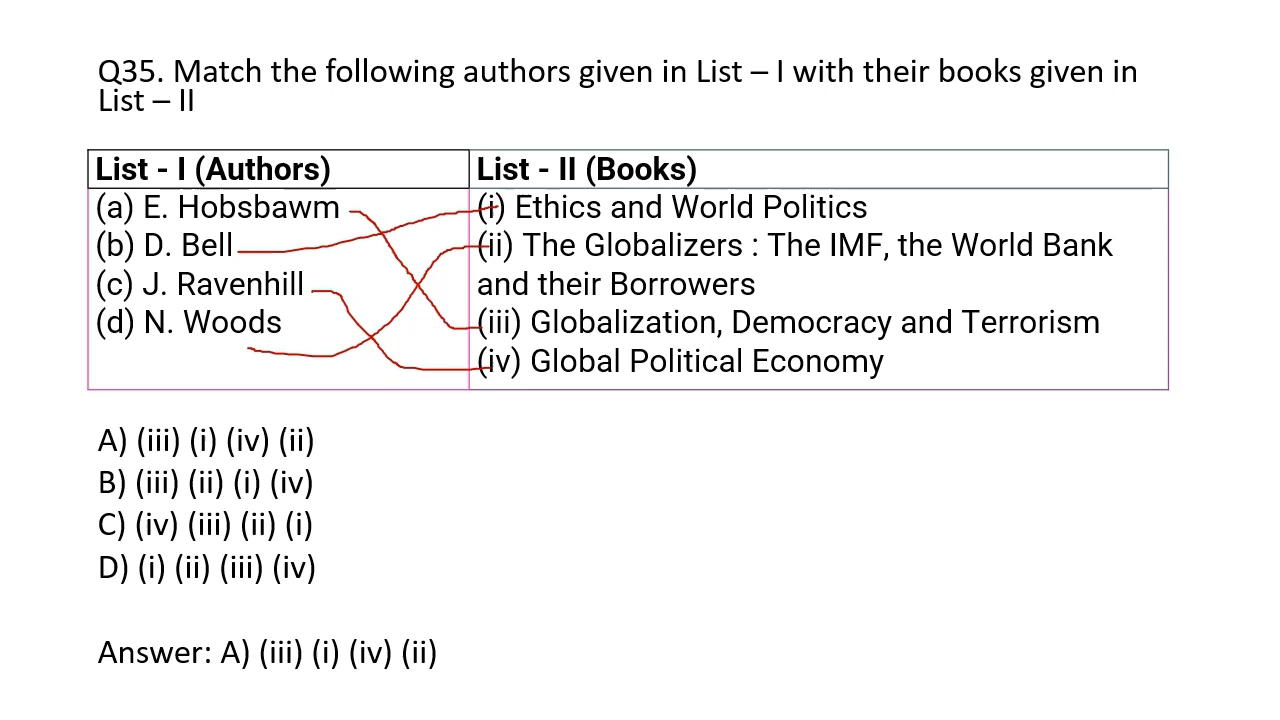 Q35. Match the following authors given in List – I with their books given in
List – II
List - I (Authors) List - II (Books)
(a) E. Hobsbawm (i) Ethics and World Politics
(b) D. Bell (ii) The Globalizers : The IMF, the World Bank
(c) J. Ravenhill and their Borrowers
(d) N. Woods (iii) Globalization, Democracy and Terrorism
(iv) Global Political Economy
A) (iii) (i) (iv) (ii)
B) (iii) (ii) (i) (iv)
C) (iv) (iii) (ii) (i)
D) (i) (ii) (iii) (iv)
Answer: A) (iii) (i) (iv) (ii)